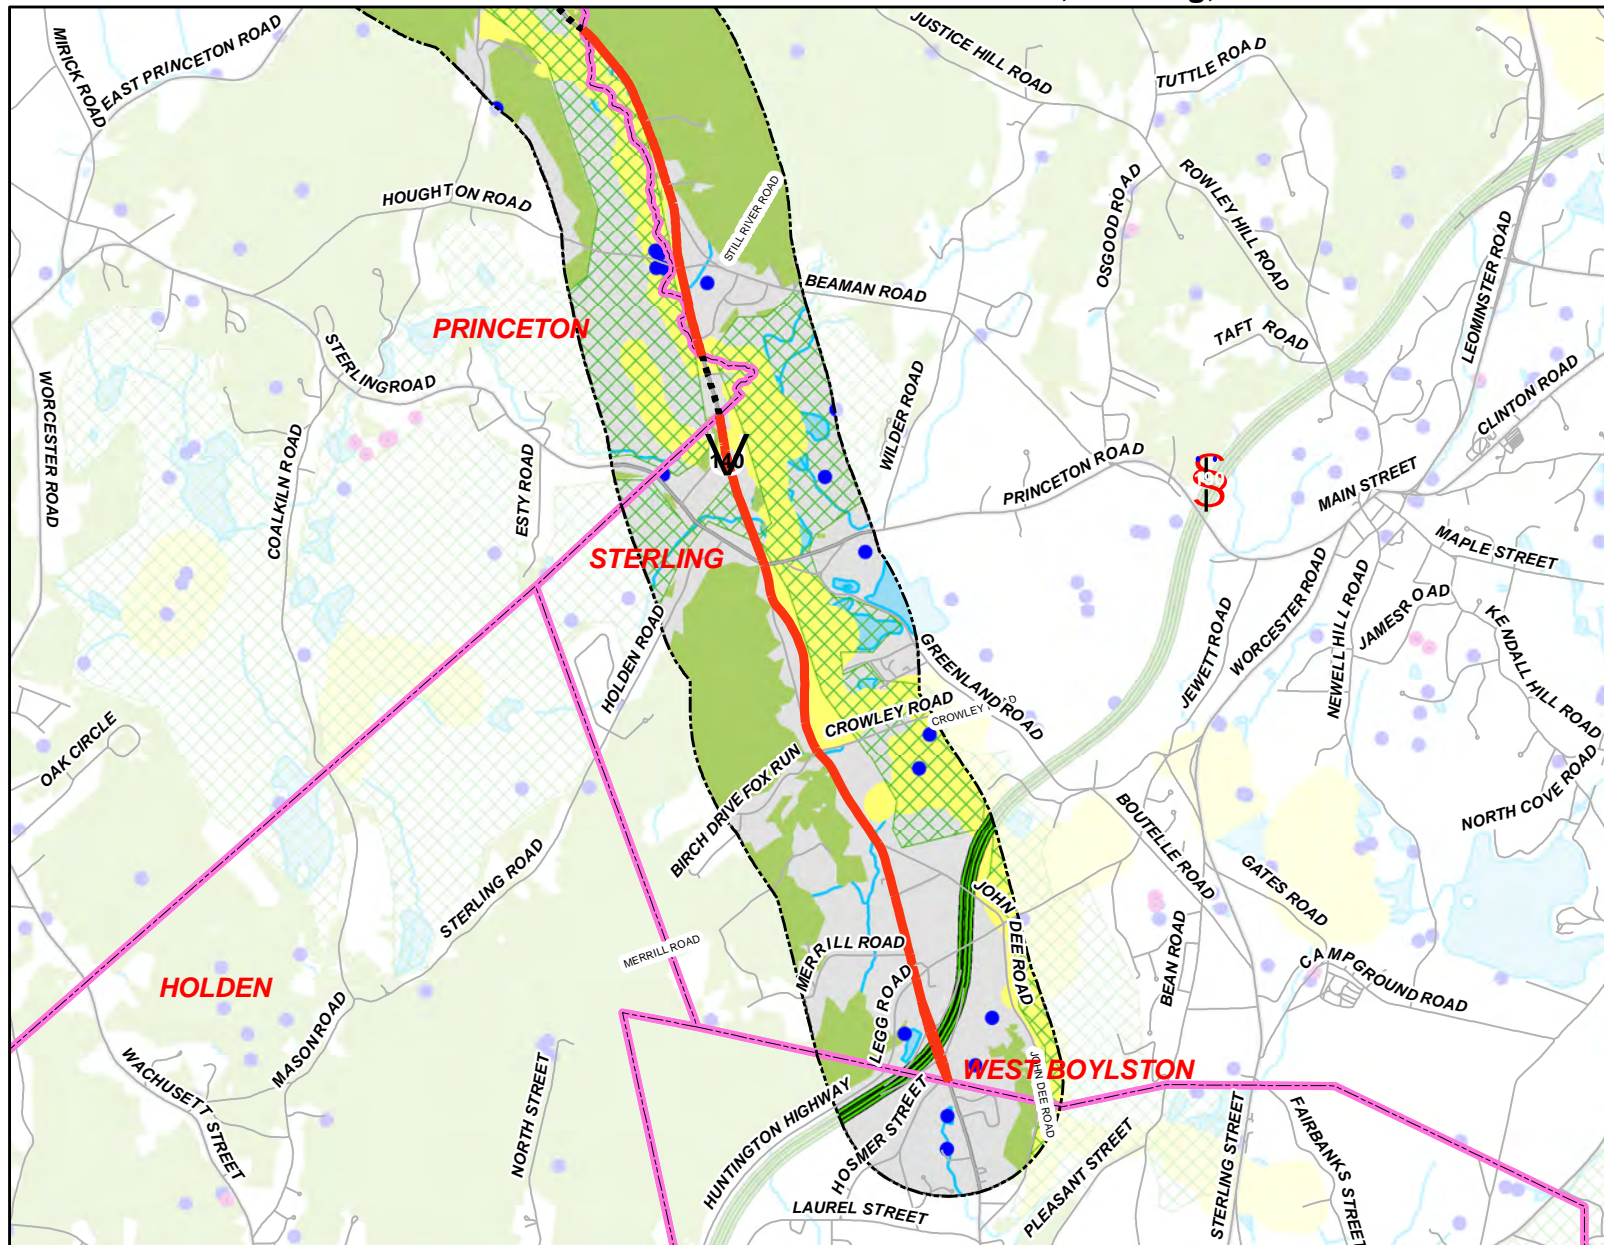 JUSTICE HILL ROAD
TUTTLE ROAD
MIRICK ROAD
EAST PRINCETON ROAD
HOUGHTON ROAD
STILL RIVER ROAD
OSGOOD ROAD
ROWLEY HILL ROAD
LEOMINSTER ROAD
BEAMAN ROAD
PRINCETON
STERLINGROAD
TAFT ROAD
WORCESTER ROAD
COALKILN ROAD
ESTY ROAD
WILDER ROAD
CLINTON ROAD
140
PRINCETON ROAD
MAIN STREET
MAPLE STREET
STERLING
HOLDEN ROAD
JEWETT ROAD
WORCESTER ROAD
NEWELL HILL ROAD
JAMES ROAD
KENDALL HILL ROAD
GREENLAND ROAD
CROWLEY ROAD
OAK CIRCLE
BIRCH DRIVE FOX RUN
BOUTELLE ROAD
NORTH COVE ROAD
STERLING ROAD
JOHN DEE ROAD
GATES ROAD
MERRILL ROAD
MERRILL ROAD
LEGG ROAD
BEAN ROAD
CAMPGROUND ROAD
HOLDEN
MASON ROAD
WACHUSETT STREET
NORTH STREET
HUNTINGTON HIGHWAY
HOSMER STREET
WEST BOYLSTON
JOHN DEE ROAD
PLEASANT STREET
STERLING STREET
FAIRBANKS STREET
LAUREL STREET